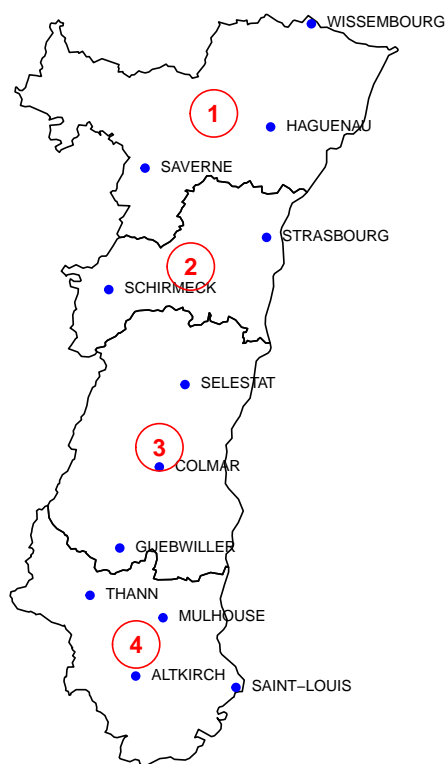 WISSEMBOURG
1
HAGUENAU
SAVERNE
STRASBOURG
2
SCHIRMECK
SELESTAT
3
COLMAR
GUEBWILLER
THANN
MULHOUSE
4
ALTKIRCH
SAINT−LOUIS